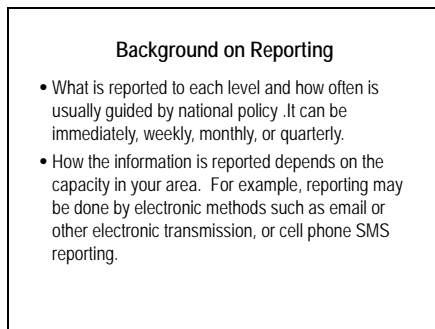 Background on Reporting
• What is reported to each level and how often is
usually guided by national policy .It can be
immediately, weekly, monthly, or quarterly.
• How the information is reported depends on the
capacity in your area.  For example, reporting may
be done by electronic methods such as email or
other electronic transmission, or cell phone SMS
reporting.